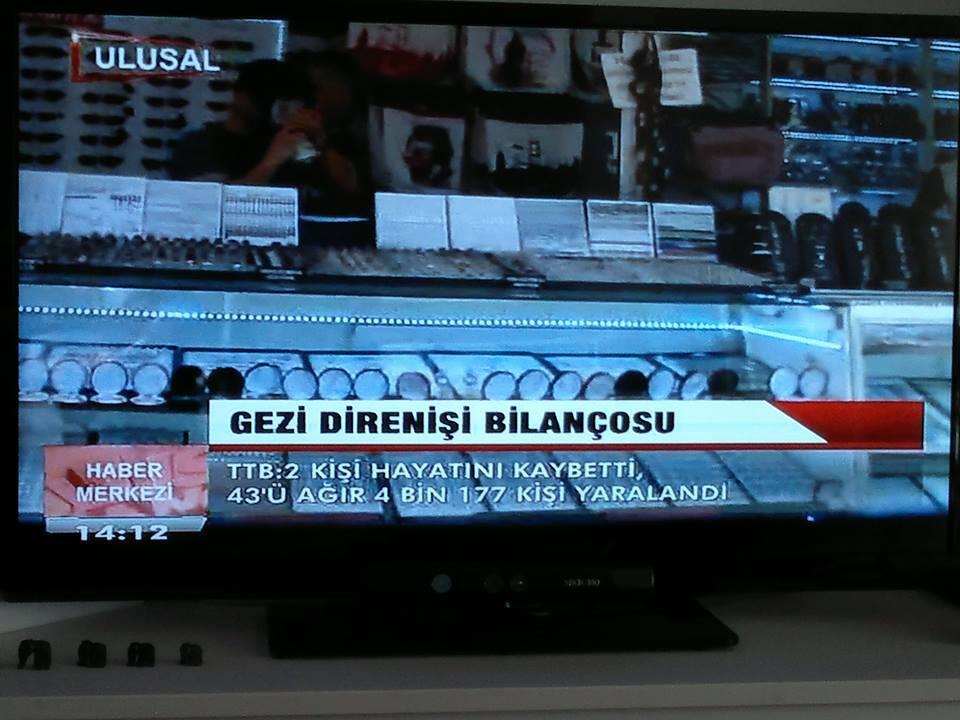 ULUSAL
GEZİ DİRENİŞİ BİLANÇOSU
HABER
MERKEZİ
TTB:2 KİŞİ HAYATINI KAYBETTİ,
43'Ü AĞIR 4 BİN 177 KİŞİ YARALANDI
14:12